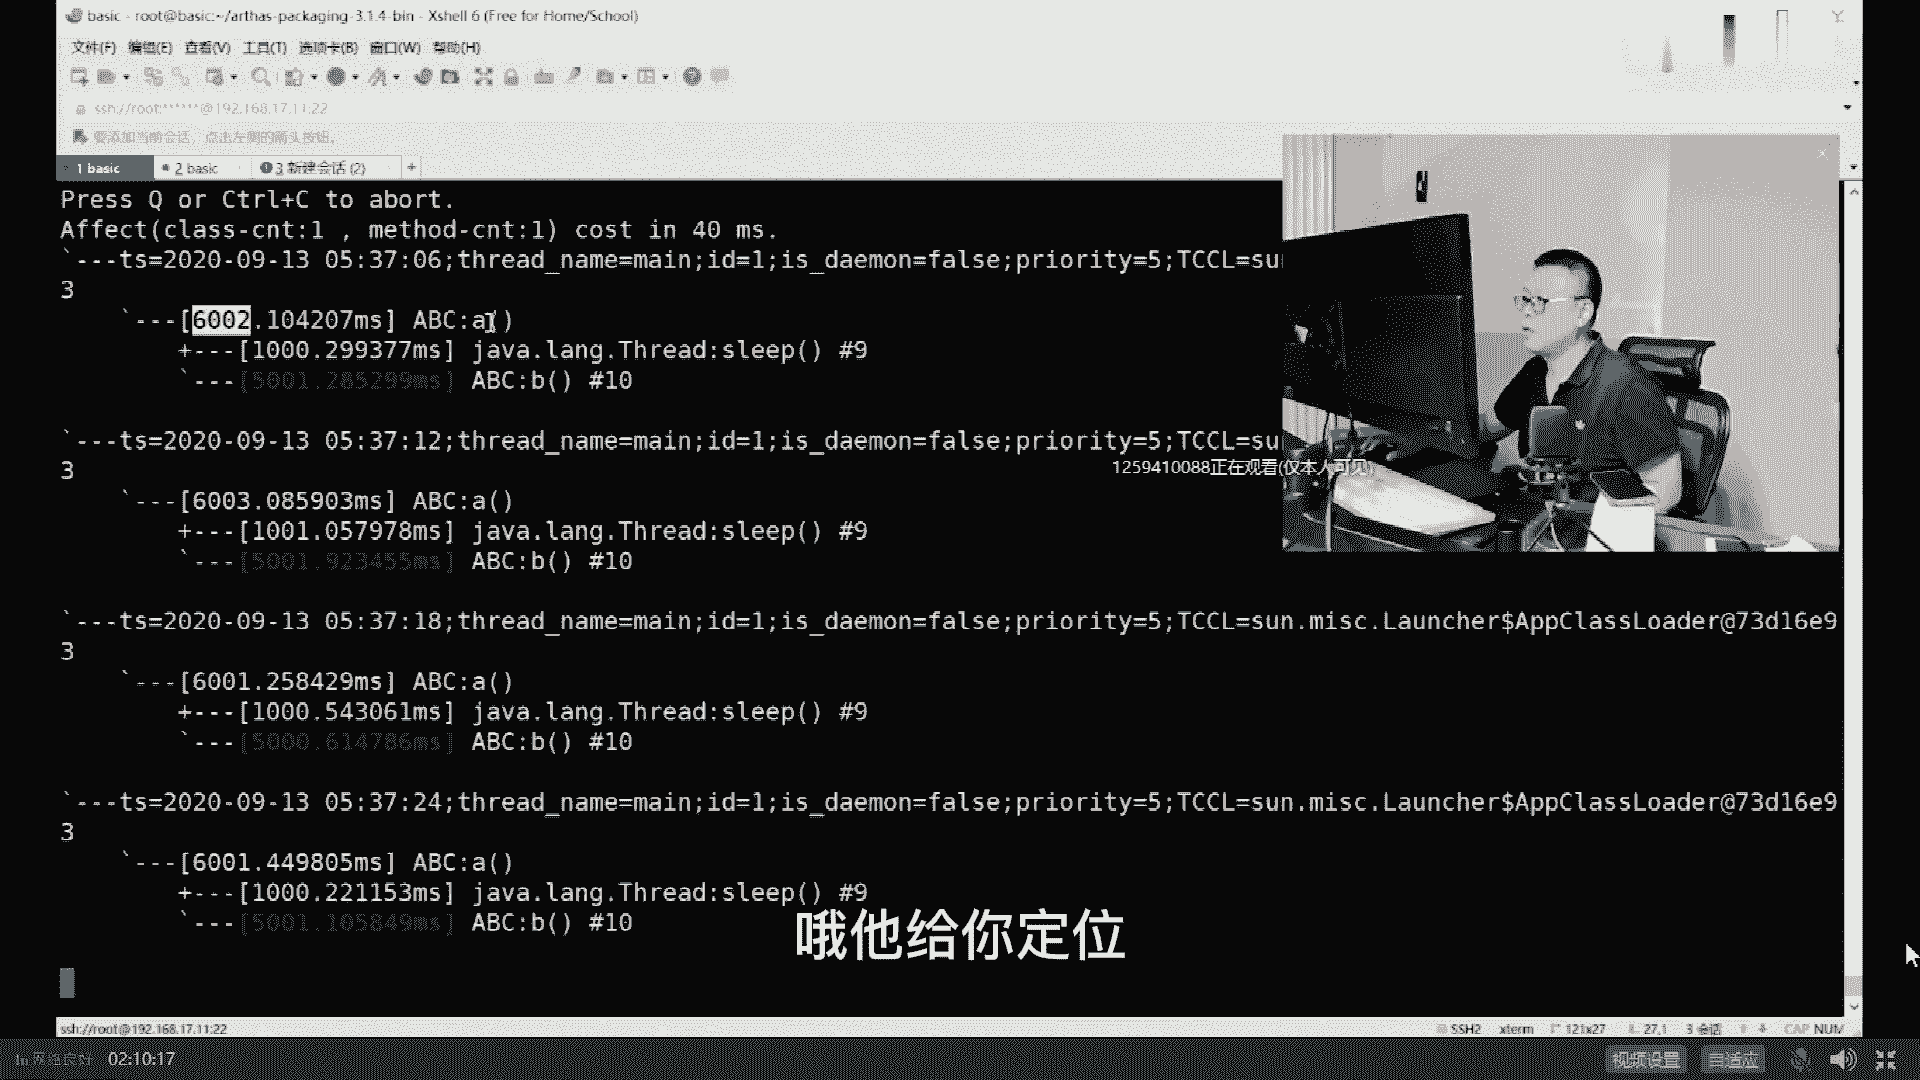 basic - root@basic:~/arthas-packaging-3.1.4-bin - Xshell 6 (Free for Home/School)
文件(F) 编辑(E) 查看(V) 工具(T) 选项卡(B) 窗口(W) 帮助(H)
ssh://root:******@192.168.17.11:22
要添加当前会话，点击左侧的箭头按钮。
1 basic 2 basic 3 新建会话 (2) +
Press Q or Ctrl+C to abort.
Affect(class-cnt:1 , method-cnt:1) cost in 40 ms.
`---ts=2020-09-13 05:37:06;thread_name=main;id=1;is_daemon=false;priority=5;TCCL=su
3
`---[6002.104207ms] ABC:a()
+---[1000.299377ms] java.lang.Thread:sleep() #9
`---[5001.285299ms] ABC:b() #10
`---ts=2020-09-13 05:37:12;thread_name=main;id=1;is_daemon=false;priority=5;TCCL=su
3
1259410088正在观看(仅本人可见)
`---[6003.085903ms] ABC:a()
+---[1001.057978ms] java.lang.Thread:sleep() #9
`---[5001.923455ms] ABC:b() #10
`---ts=2020-09-13 05:37:18;thread_name=main;id=1;is_daemon=false;priority=5;TCCL=sun.misc.Launcher$AppClassLoader@73d16e9
3
`---[6001.258429ms] ABC:a()
+---[1000.543061ms] java.lang.Thread:sleep() #9
`---[5000.614786ms] ABC:b() #10
`---ts=2020-09-13 05:37:24;thread_name=main;id=1;is_daemon=false;priority=5;TCCL=sun.misc.Launcher$AppClassLoader@73d16e9
3
`---[6001.449805ms] ABC:a()
+---[1000.221153ms] java.lang.Thread:sleep() #9
`---[5001.105849ms] ABC:b() #10
哦他给你定位
ssh://root@192.168.17.11:22 SSH2 xterm 121x27 27,1 3 会话 CAP NUM
网络良好 02:10:17 视频设置 自适应